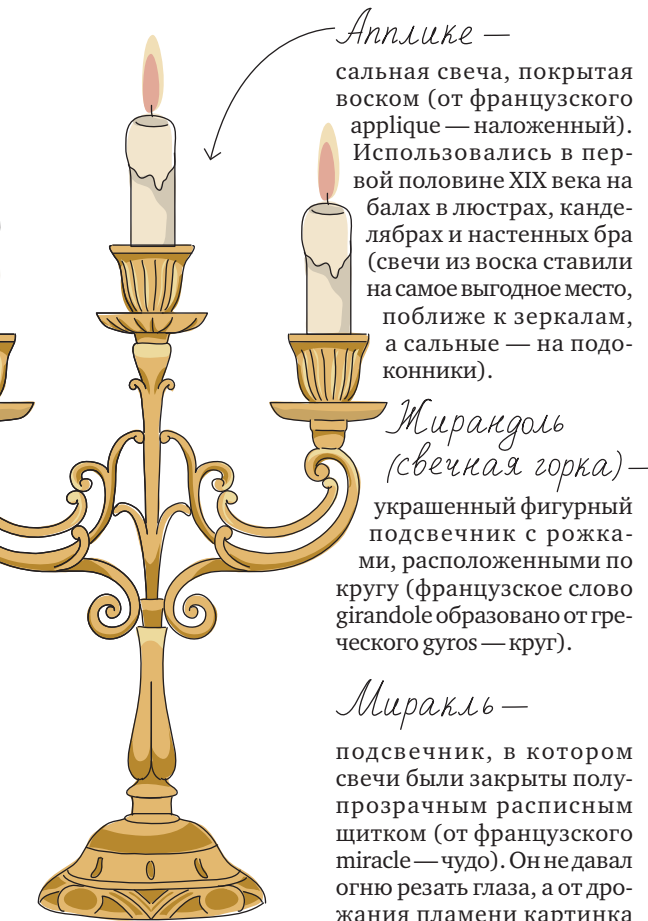 Апплике —
сальная свеча, покрытая
воском (от французского
applique — наложенный).
Использовались в пер-
вой половине XIX века на
балах в люстрах, канде-
лябрах и настенных бра
(свечи из воска ставили
на самое выгодное место,
поближе к зеркалам,
а сальные — на подо-
конники).
Жирандоль
(свечная горка) —
украшенный фигурный
подсвечник с рожка-
ми, расположенными по
кругу (французское слово
girandole образовано от гре-
ческого gyros — круг).
Миракль —
подсвечник, в котором
свечи были закрыты полу-
прозрачным расписным
щитком (от французского
miracle — чудо). Он не давал
огню резать глаза, а от дро-
жания пламени картинка